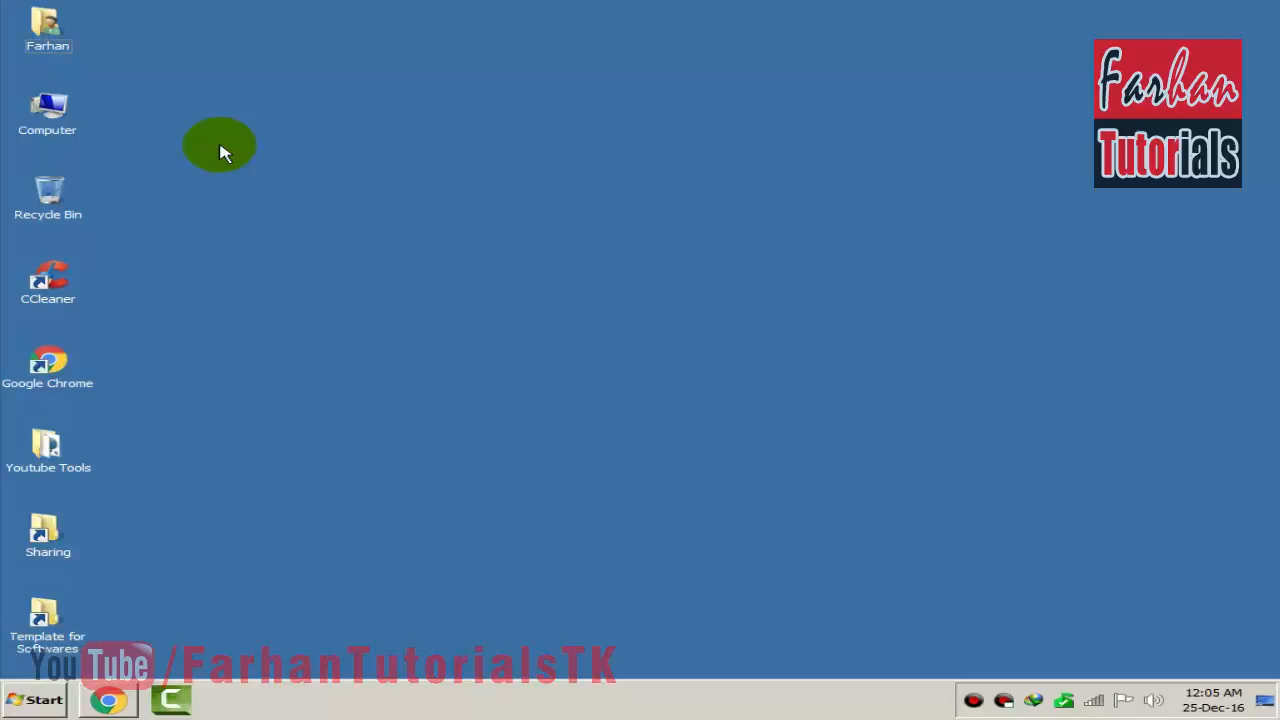 Farhan
Computer
Recycle Bin
CCleaner
Google Chrome
Youtube Tools
Sharing
Template for
Softwares
Farhan
Tutorials
YouTube/FarhanTutorialsTK
Start
12:05 AM
25-Dec-16